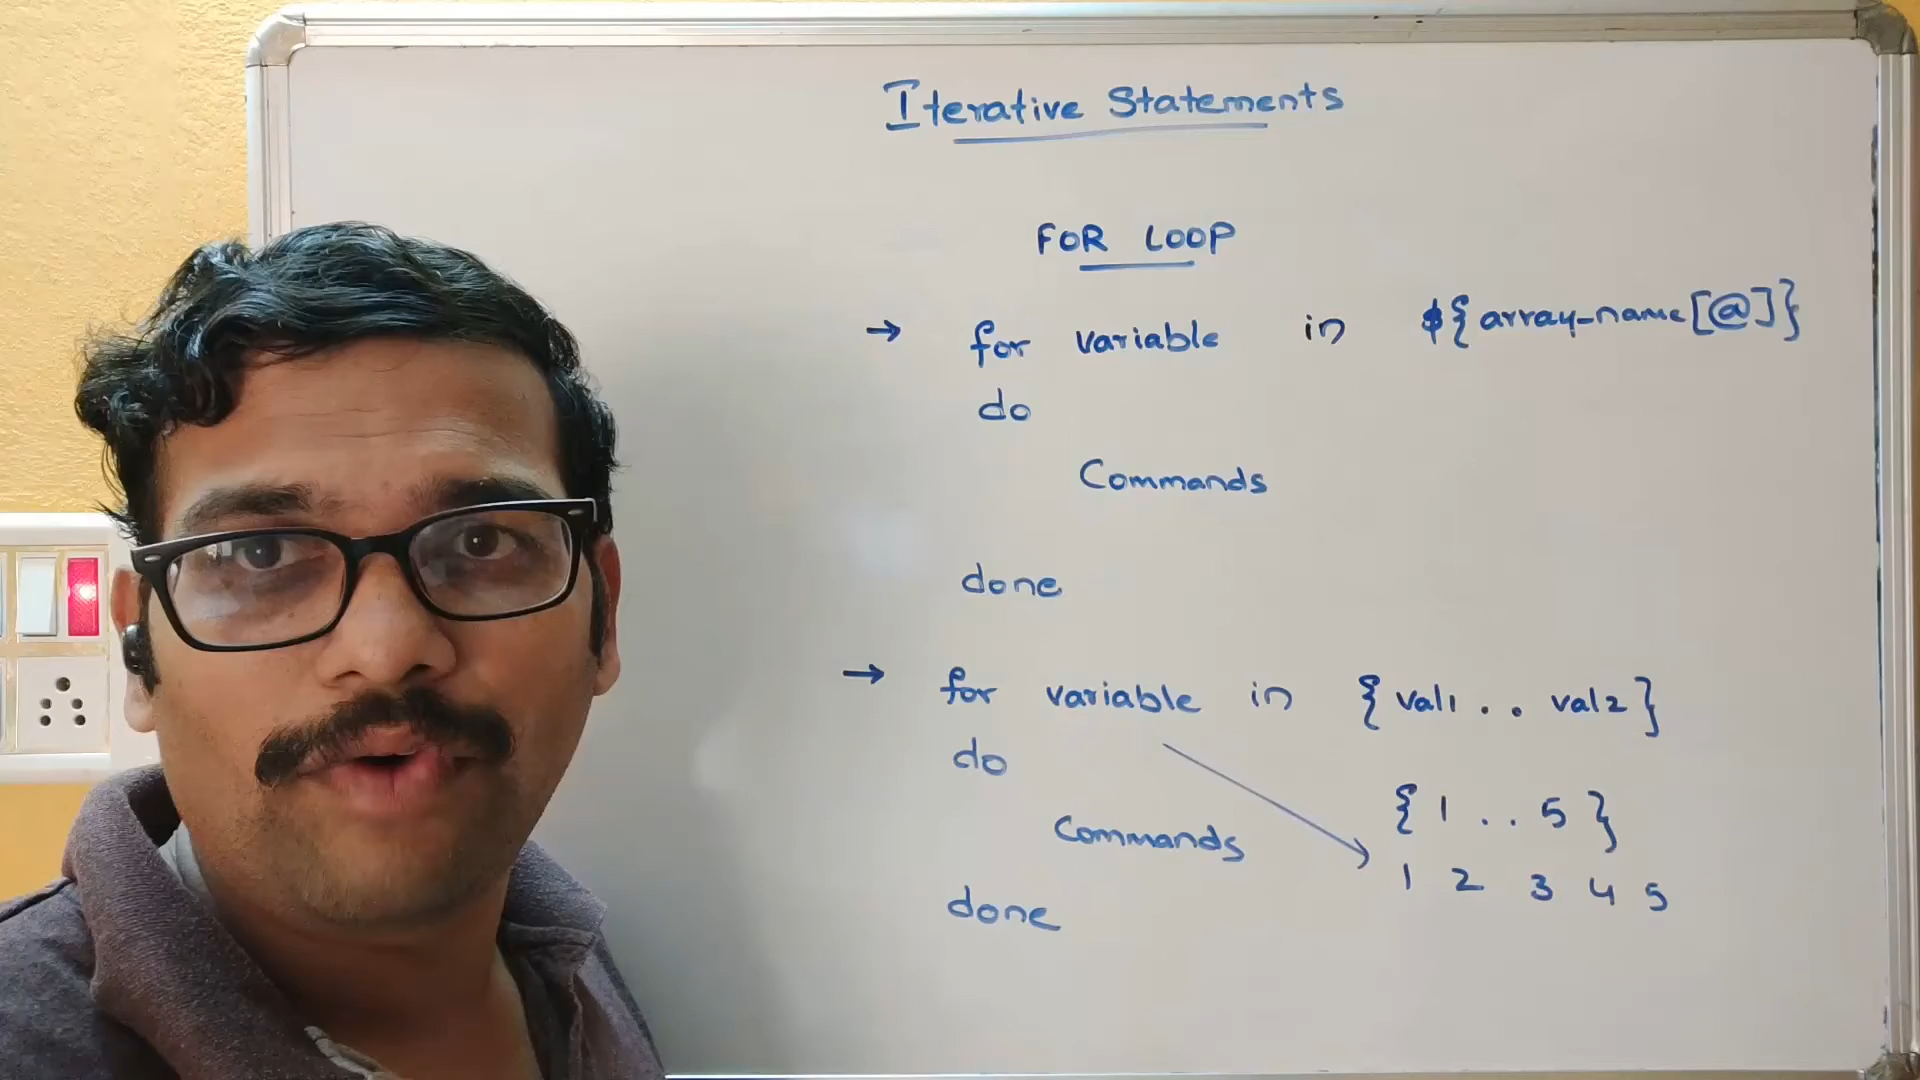 Iterative Statements
FOR LOOP
→ for variable in ${array-name[@]}
do
Commands
done
→ for variable in {val1 .. val2}
do
{1 .. 5}
Commands
1 2 3 4 5
done